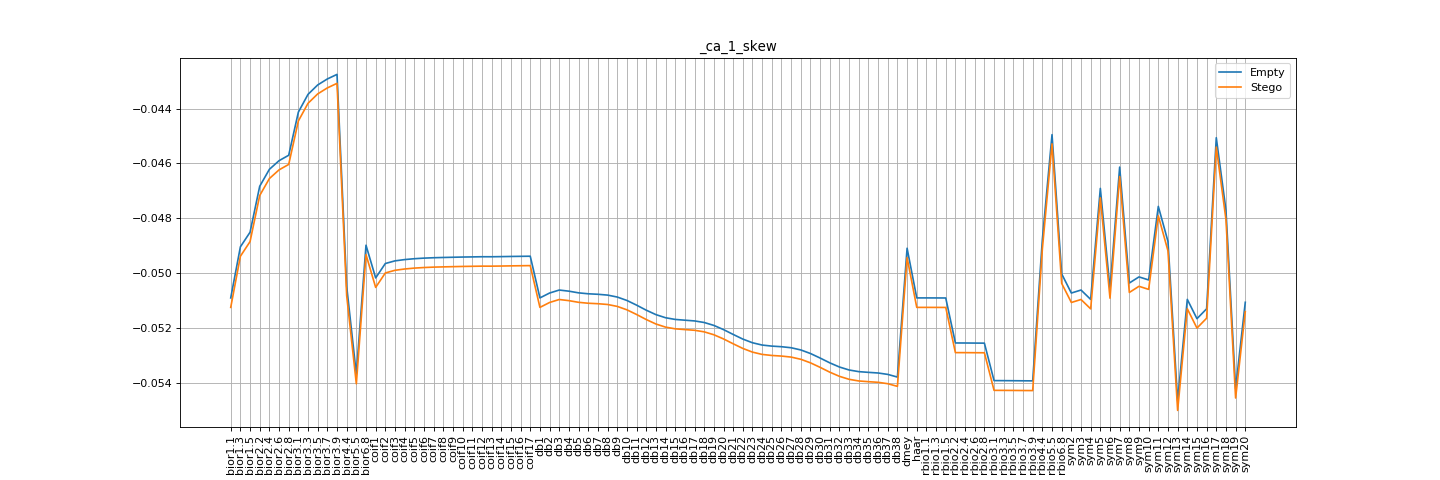 _ca_1_skew
Empty
Stego
−0.044
−0.046
−0.048
−0.050
−0.052
−0.054
bior1.1
bior1.3
bior1.5
bior2.2
bior2.4
bior2.6
bior2.8
bior3.1
bior3.3
bior3.5
bior3.7
bior3.9
bior4.4
bior5.5
bior6.8
coif1
coif2
coif3
coif4
coif5
coif6
coif7
coif8
coif9
coif10
coif11
coif12
coif13
coif14
coif15
coif16
coif17
db1
db2
db3
db4
db5
db6
db7
db8
db9
db10
db11
db12
db13
db14
db15
db16
db17
db18
db19
db20
db21
db22
db23
db24
db25
db26
db27
db28
db29
db30
db31
db32
db33
db34
db35
db36
db37
db38
dmey
haar
rbio1.1
rbio1.3
rbio1.5
rbio2.2
rbio2.4
rbio2.6
rbio2.8
rbio3.1
rbio3.3
rbio3.5
rbio3.7
rbio3.9
rbio4.4
rbio5.5
rbio6.8
sym2
sym3
sym4
sym5
sym6
sym7
sym8
sym9
sym10
sym11
sym12
sym13
sym14
sym15
sym16
sym17
sym18
sym19
sym20